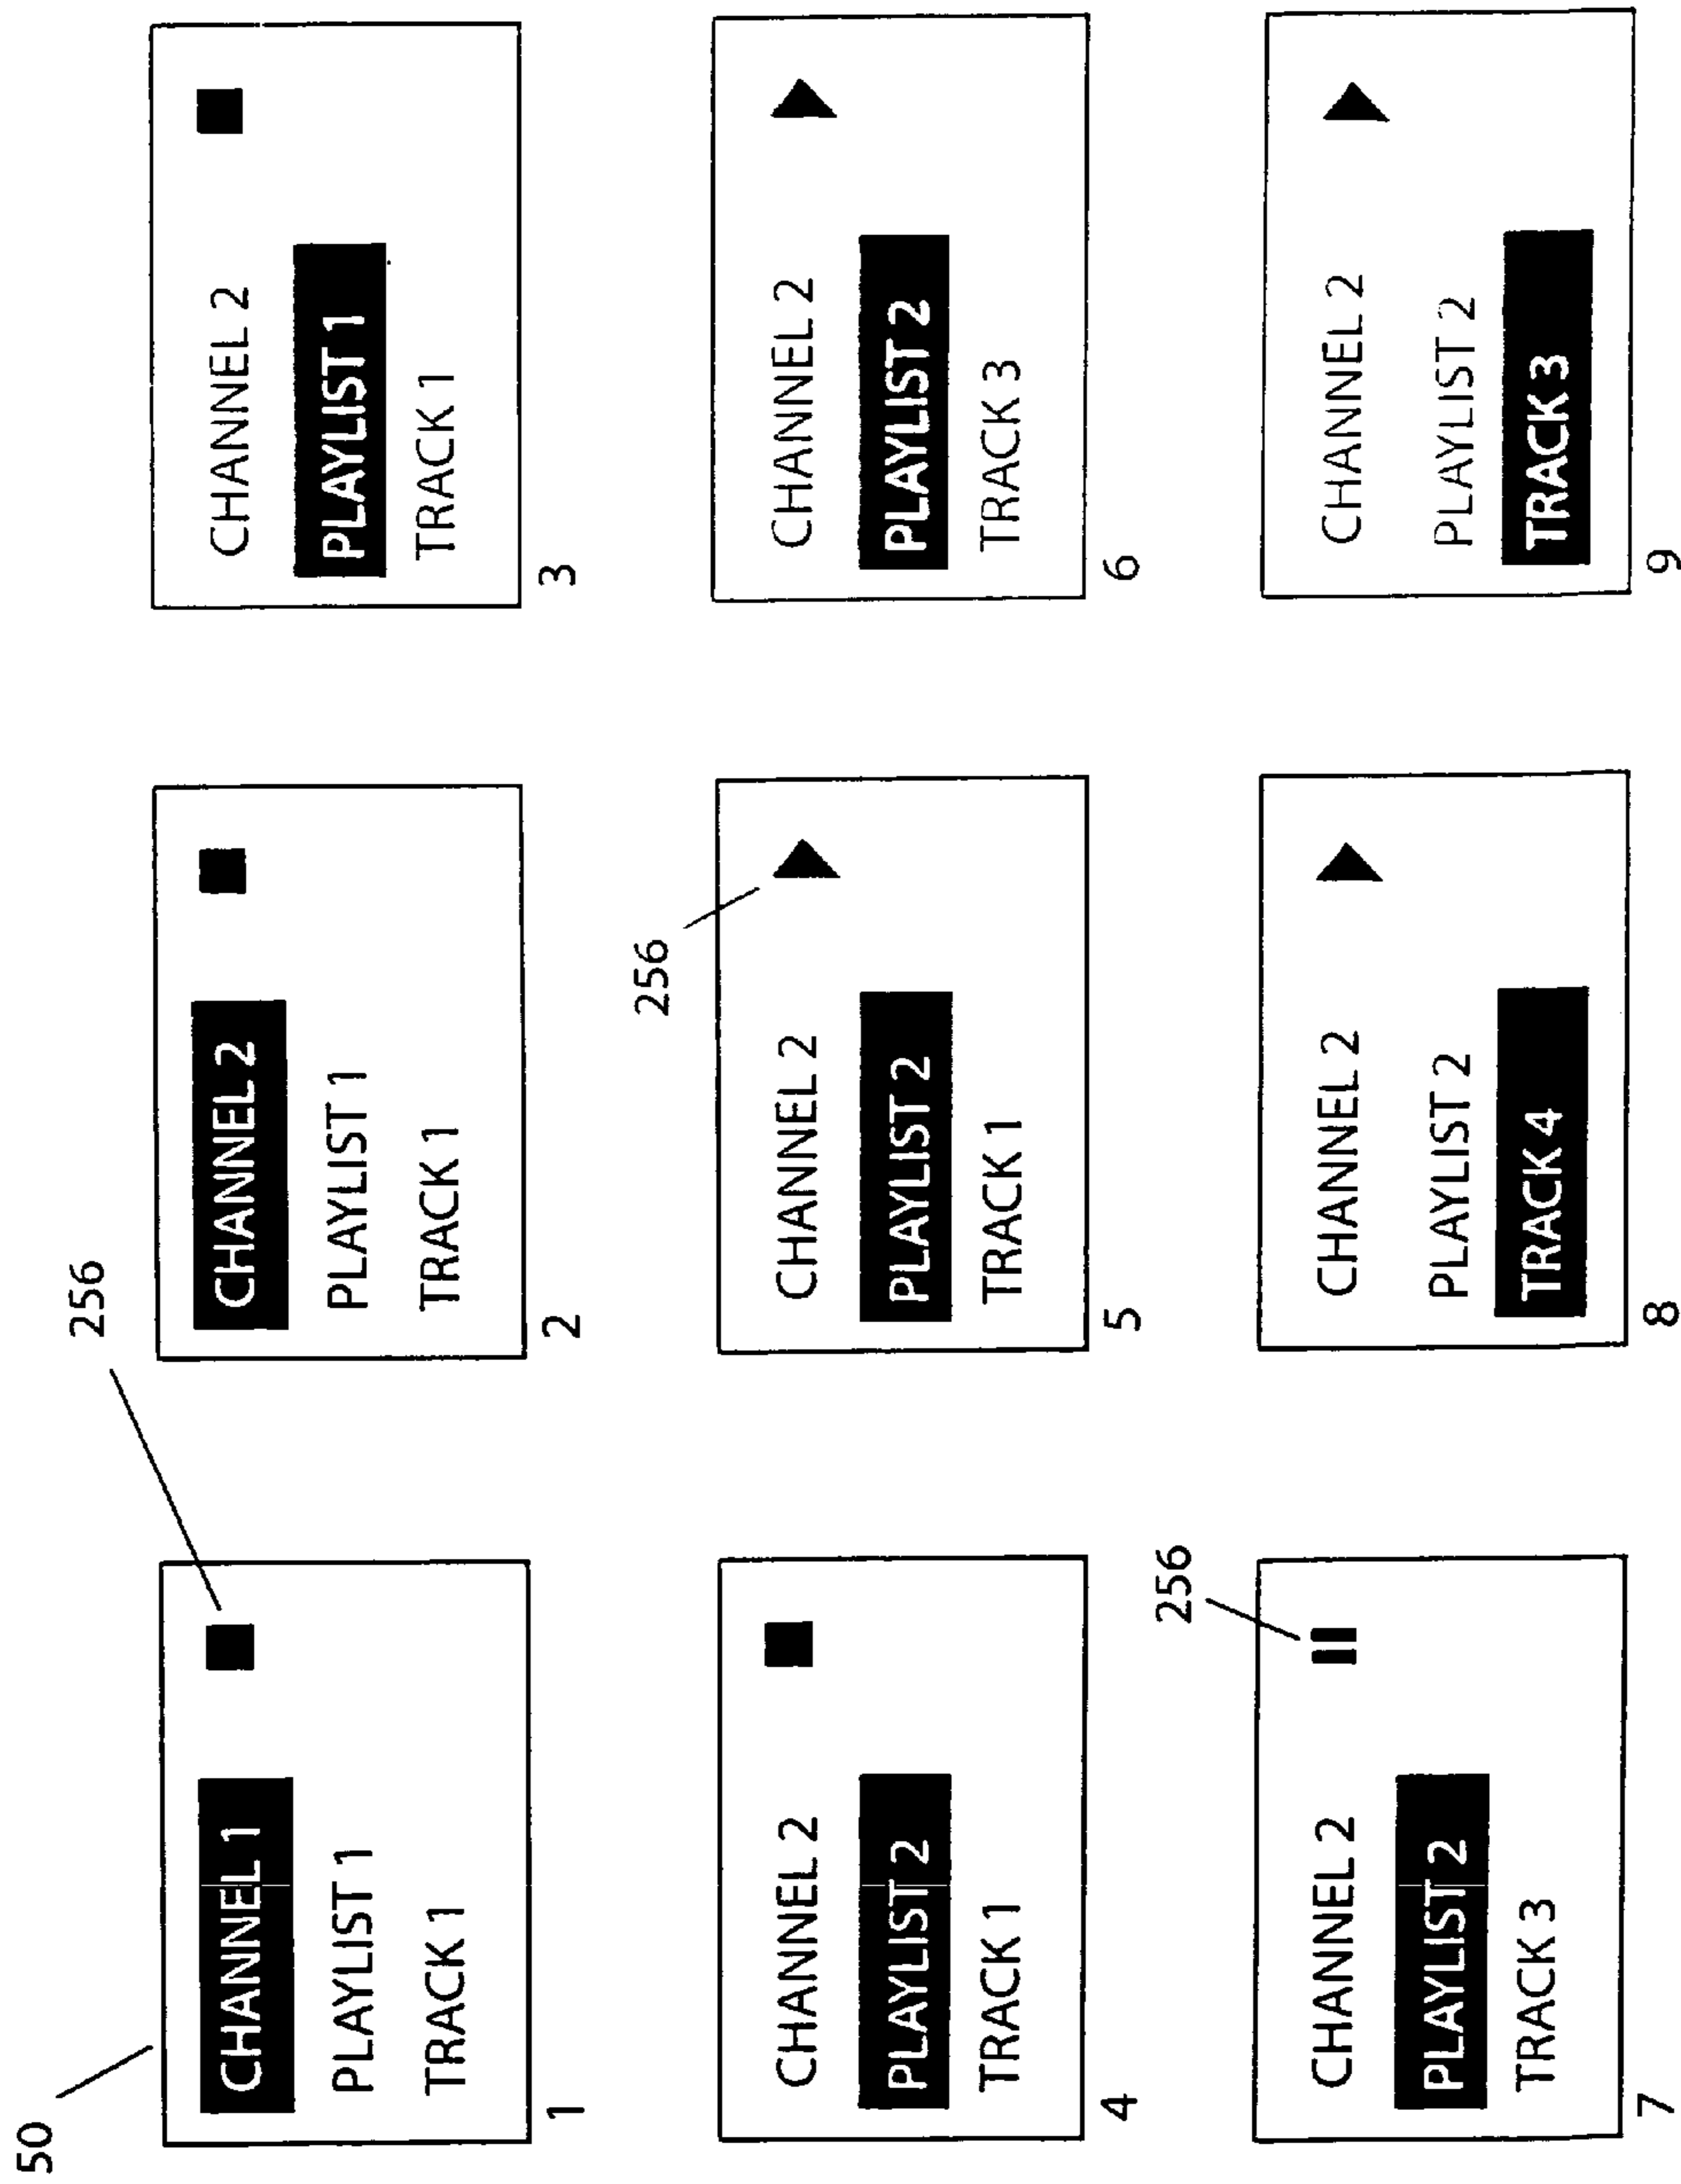 50
256
CHANNEL 1
PLAYLIST 1
TRACK 1
1
CHANNEL 2
PLAYLIST 1
TRACK 1
2
CHANNEL 2
PLAYLIST 1
TRACK 1
3
CHANNEL 2
PLAYLIST 2
TRACK 1
4
256
CHANNEL 2
PLAYLIST 2
TRACK 1
5
CHANNEL 2
PLAYLIST 2
TRACK 3
6
256
CHANNEL 2
PLAYLIST 2
TRACK 3
7
CHANNEL 2
PLAYLIST 2
TRACK 4
8
CHANNEL 2
PLAYLIST 2
TRACK 3
9